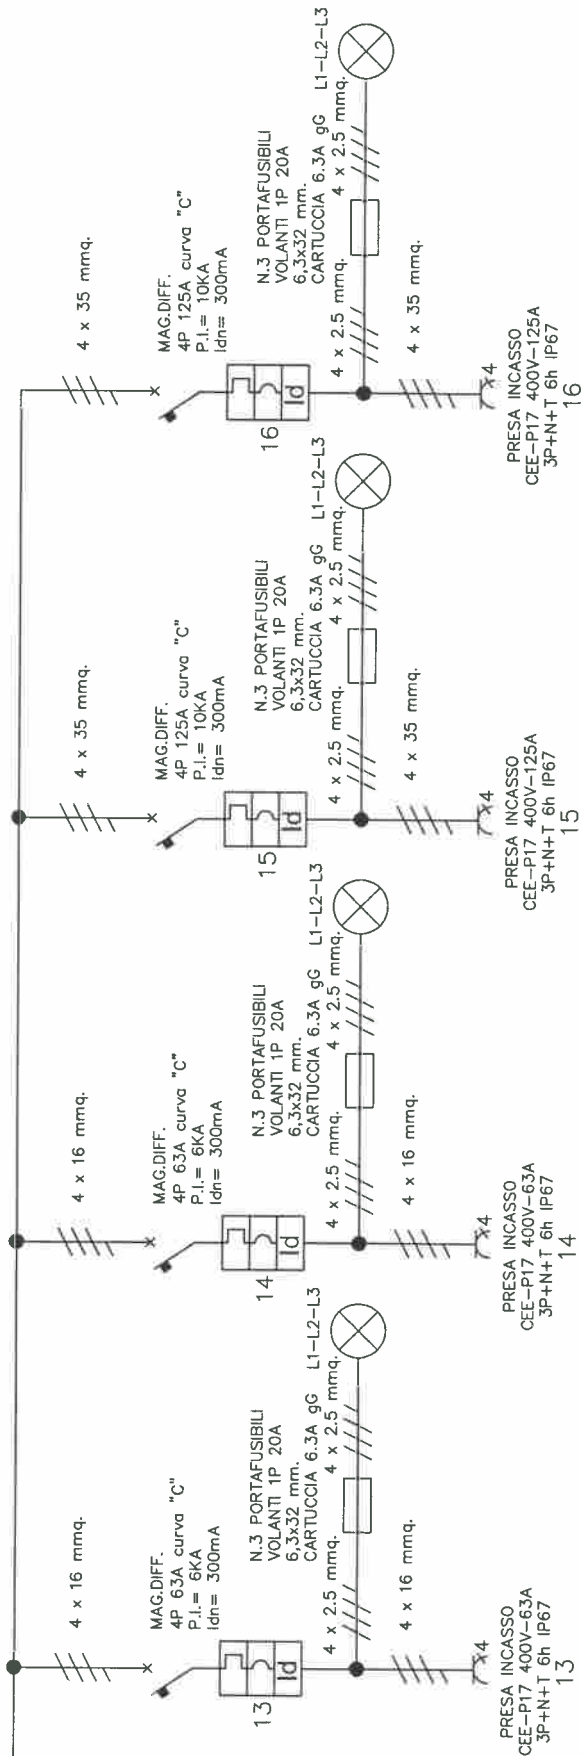 4 x 16 mmq.
MAG.DIFF.
4P 63A curva "C"
P.I.= 6KA
Idn= 300mA
13
Id
N.3 PORTAFUSIBILI
VOLANTI 1P 20A
6,3x32 mm.
CARTUCCIA 6.3A gG
4 x 2.5 mmq.
4 x 2.5 mmq.
L1-L2-L3
4 x 16 mmq.
4
PRESA INCASSO
CEE-P17 400V-63A
3P+N+T 6h IP67
13
4 x 16 mmq.
MAG.DIFF.
4P 63A curva "C"
P.I.= 6KA
Idn= 300mA
14
Id
N.3 PORTAFUSIBILI
VOLANTI 1P 20A
6,3x32 mm.
CARTUCCIA 6.3A gG
4 x 2.5 mmq.
4 x 2.5 mmq.
L1-L2-L3
4 x 16 mmq.
4
PRESA INCASSO
CEE-P17 400V-63A
3P+N+T 6h IP67
14
4 x 35 mmq.
MAG.DIFF.
4P 125A curva "C"
P.I.= 10KA
Idn= 300mA
15
Id
N.3 PORTAFUSIBILI
VOLANTI 1P 20A
6,3x32 mm.
CARTUCCIA 6.3A gG
4 x 2.5 mmq.
4 x 2.5 mmq.
L1-L2-L3
4 x 35 mmq.
4
PRESA INCASSO
CEE-P17 400V-125A
3P+N+T 6h IP67
15
4 x 35 mmq.
MAG.DIFF.
4P 125A curva "C"
P.I.= 10KA
Idn= 300mA
16
Id
N.3 PORTAFUSIBILI
VOLANTI 1P 20A
6,3x32 mm.
CARTUCCIA 6.3A gG
4 x 2.5 mmq.
4 x 2.5 mmq.
L1-L2-L3
4 x 35 mmq.
4
PRESA INCASSO
CEE-P17 400V-125A
3P+N+T 6h IP67
16